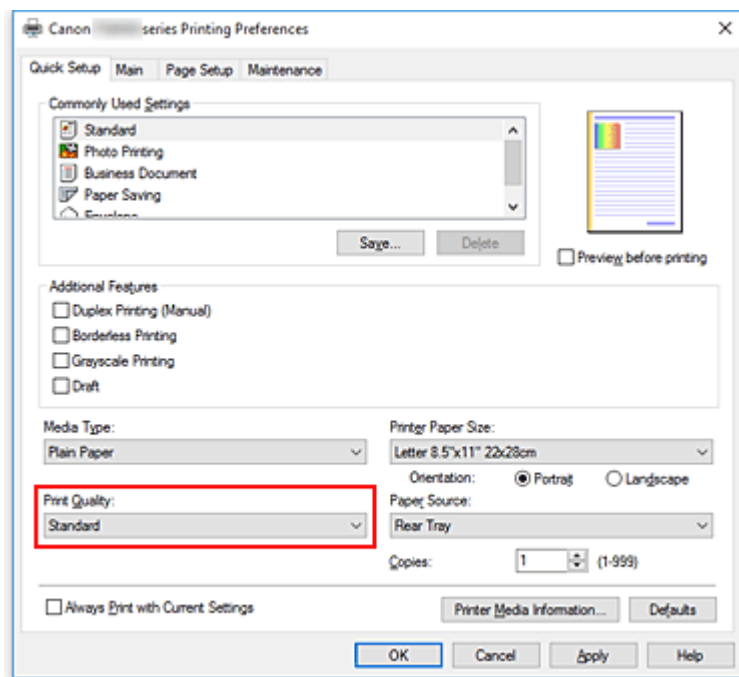 Canon series Printing Preferences
Quick Setup Main Page Setup Maintenance
Commonly Used Settings
Standard
Photo Printing
Business Document
Paper Saving
Envelope
Save... Delete
Preview before printing
Additional Features
Duplex Printing (Manual)
Borderless Printing
Grayscale Printing
Draft
Media Type: Printer Paper Size:
Plain Paper Letter 8.5"x11" 22x28cm
Orientation: Portrait Landscape
Print Quality: Paper Source:
Standard Rear Tray
Copies: 1 (1-999)
Always Print with Current Settings Printer Media Information... Defaults
OK Cancel Apply Help